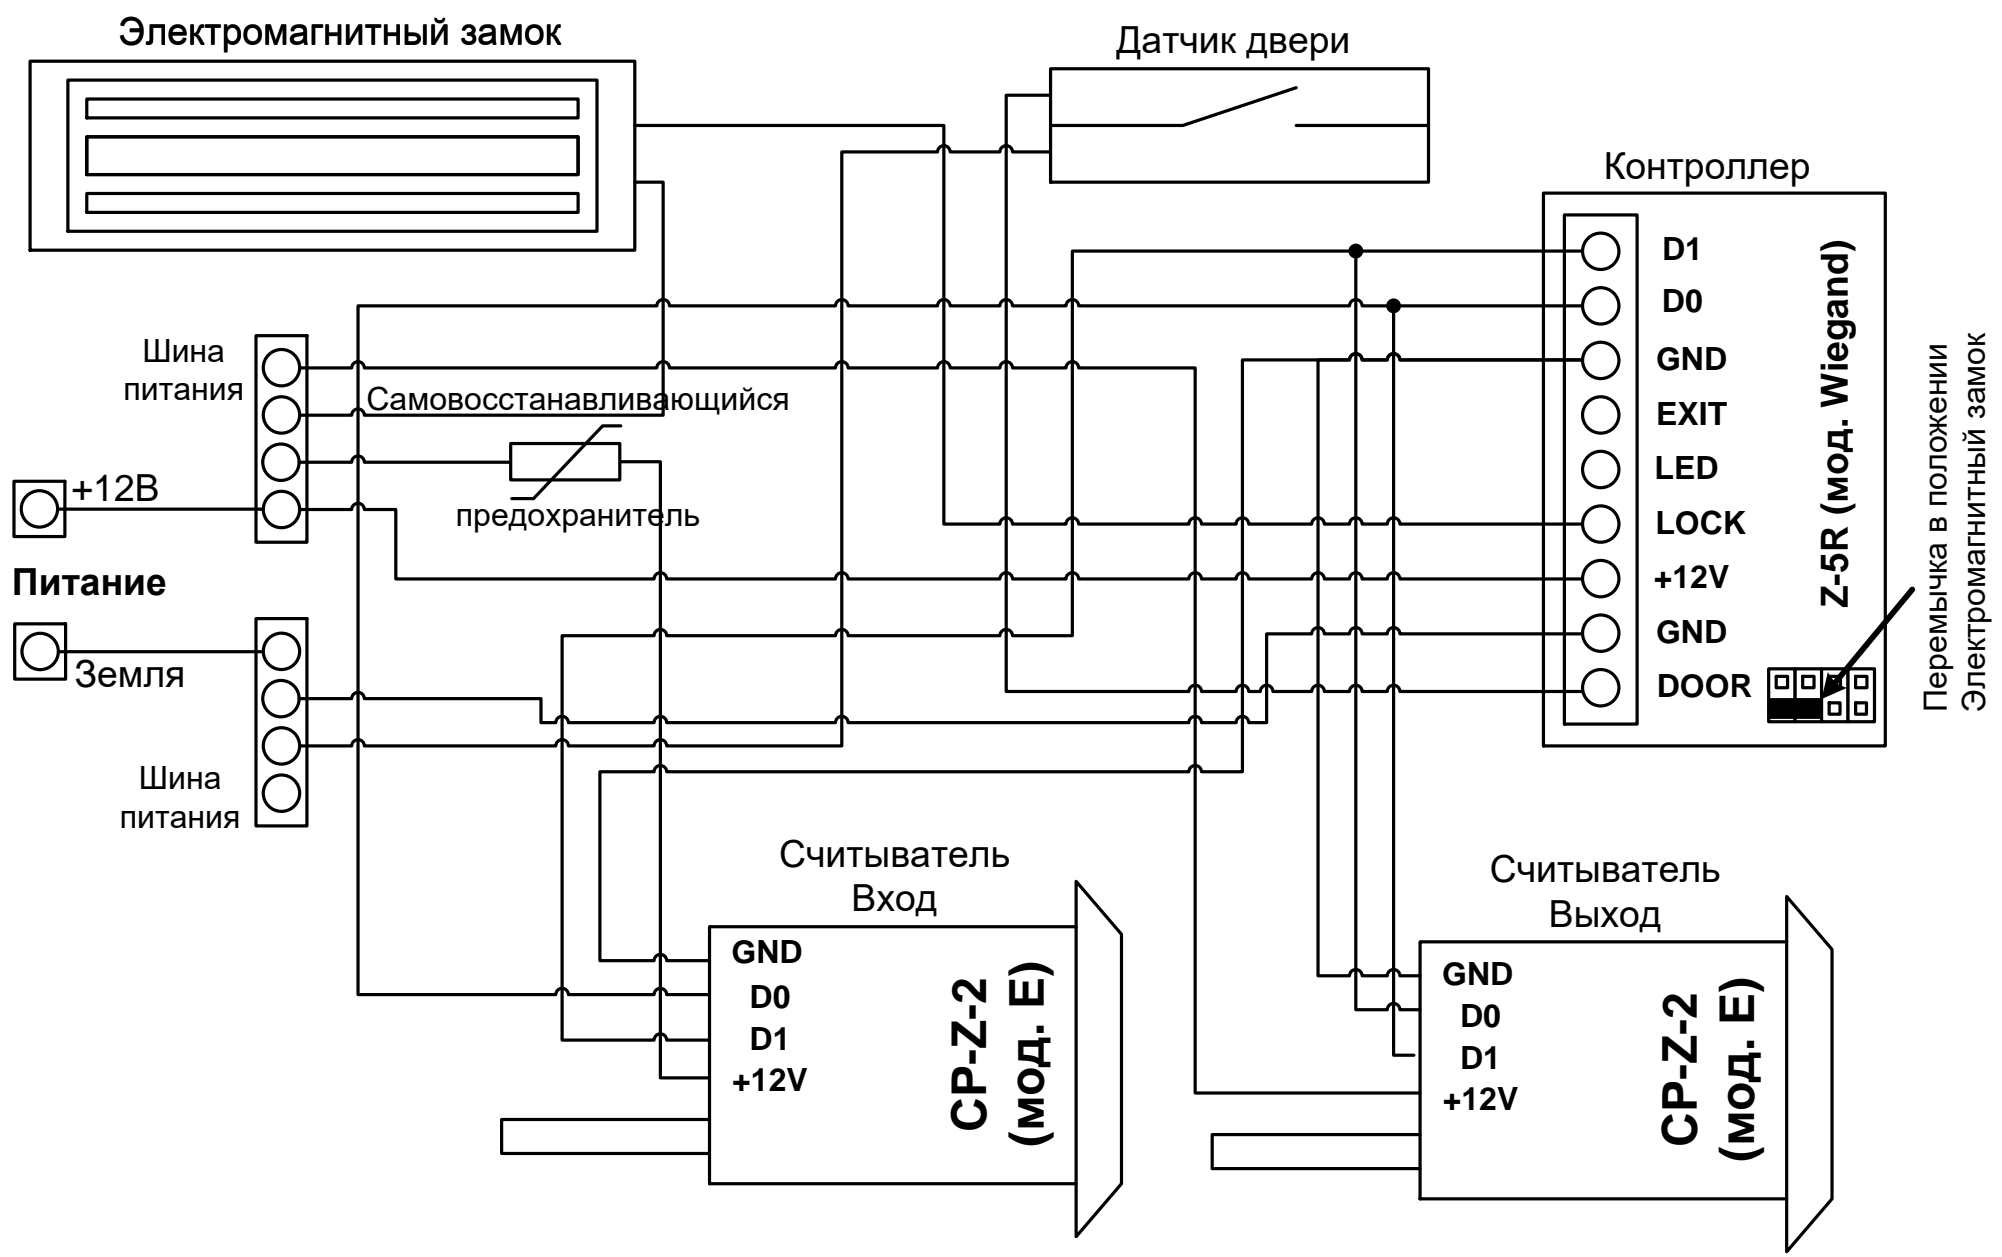 Электромагнитный замок
Датчик двери
Контроллер
D1
D0
GND
EXIT
LED
LOCK
+12V
GND
DOOR
Z-5R (мод. Wiegand)
Перемычка в положении
Электромагнитный замок
Шина
питания
Самовосстанавливающийся
предохранитель
+12В
Питание
Земля
Шина
питания
Считыватель
Вход
GND
D0
D1
+12V
CP-Z-2
(мод. E)
Считыватель
Выход
GND
D0
D1
+12V
CP-Z-2
(мод. E)